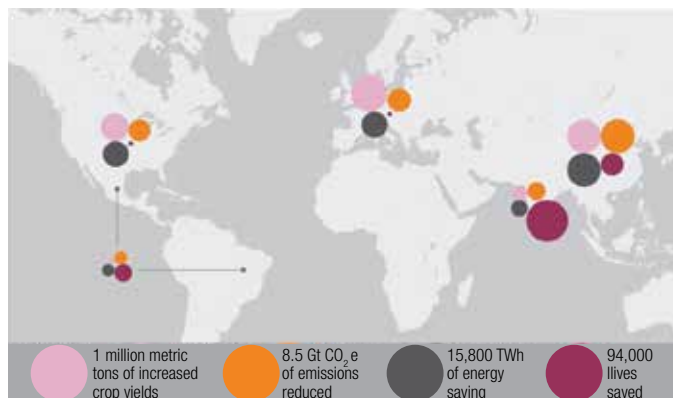 1 million metric
tons of increased
crop yields
8.5 Gt CO2 e
of emissions
reduced
15,800 TWh
of energy
saving
94,000
llives
saved